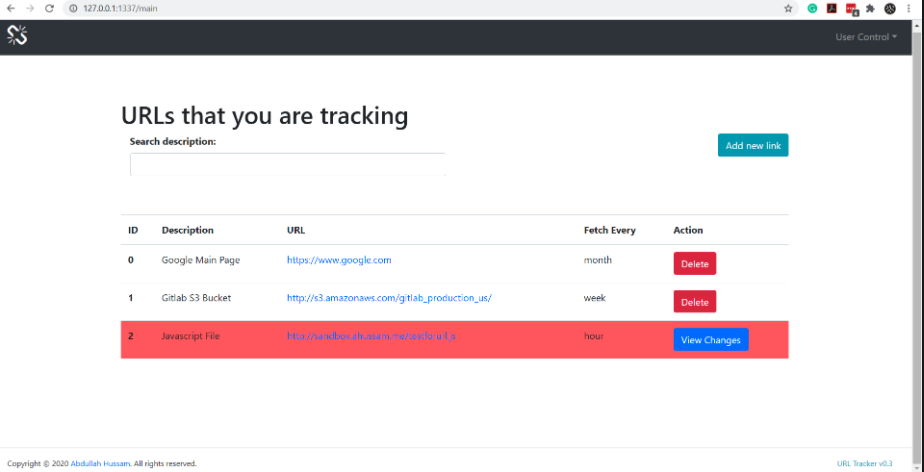 127.0.0.1:1337/main
User Control
URLs that you are tracking
Search description:
Add new link
ID Description URL Fetch Every Action
0 Google Main Page https://www.google.com month Delete
1 Gitlab S3 Bucket http://s3.amazonaws.com/gitlab_production_us/ week Delete
2 Javascript File http://sandbox.ahussam.me/testforurl.js hour View Changes
Copyright © 2020 Abdullah Hussam. All rights reserved.
URL Tracker v0.3